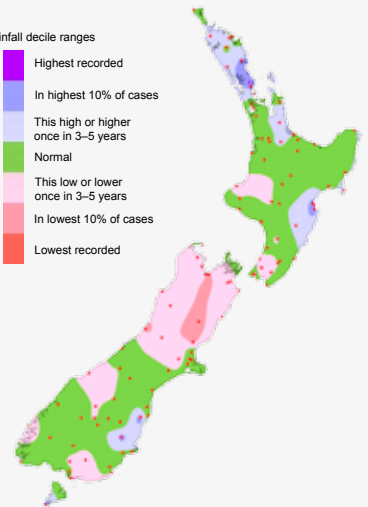 nfall decile ranges
Highest recorded
In highest 10% of cases
This high or higher
once in 3–5 years
Normal
This low or lower
once in 3–5 years
In lowest 10% of cases
Lowest recorded